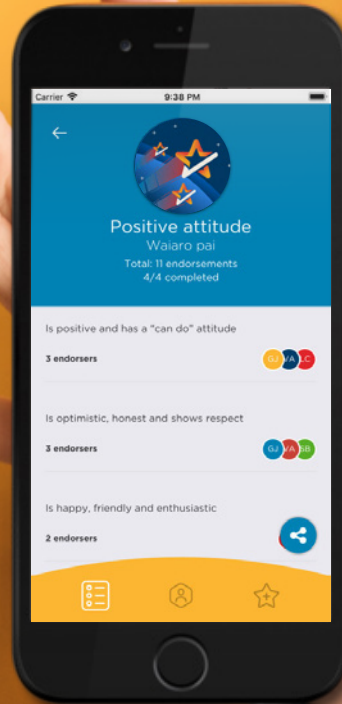 Carrier 9:38 PM
Positive attitude
Waiaro pai
Total: 11 endorsements
4/4 completed
Is positive and has a "can do" attitude
3 endorsers GJ VA LC
Is optimistic, honest and shows respect
3 endorsers GJ VA SB
Is happy, friendly and enthusiastic
2 endorsers